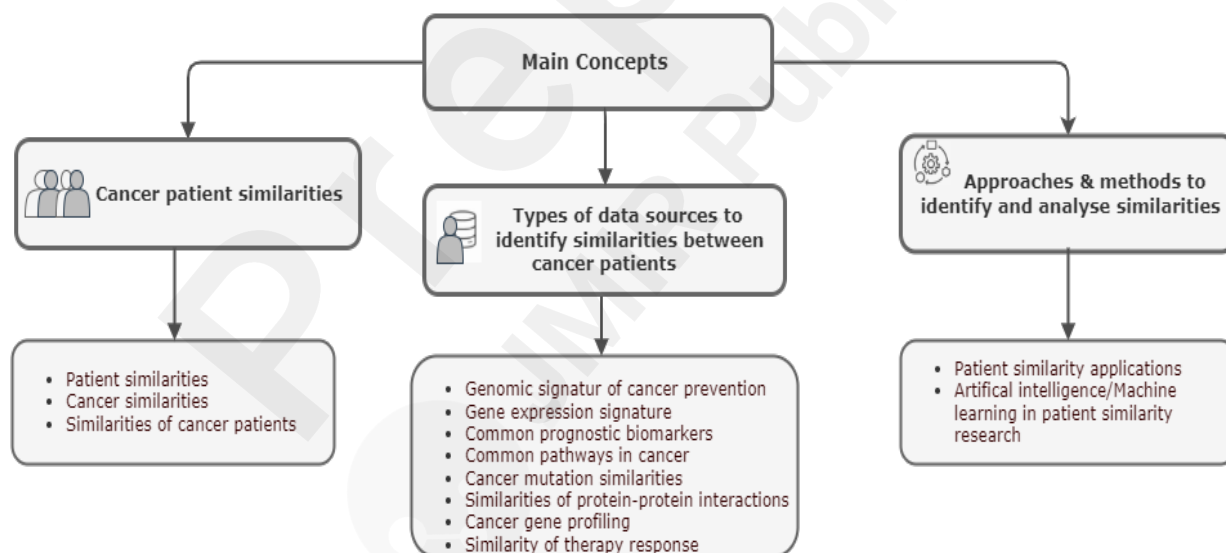 Main Concepts
Cancer patient similarities
Types of data sources to
identify similarities between
cancer patients
Approaches & methods to
identify and analyse similarities
• Patient similarities
• Cancer similarities
• Similarities of cancer patients
• Genomic signatur of cancer prevention
• Gene expression signature
• Common prognostic biomarkers
• Common pathways in cancer
• Cancer mutation similarities
• Similarities of protein-protein interactions
• Cancer gene profiling
• Similarity of therapy response
• Patient similarity applications
• Artifical intelligence/Machine
learning in patient similarity
research
Prep
JMIR Publi